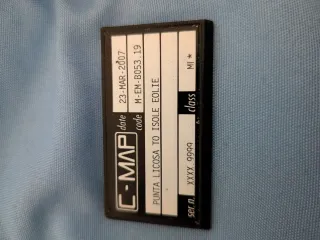 C-MAP
date 23-MAR-2007
code M-EM-B053.19
PUNTA LICOSA TO ISOLE EOLIE
ser.n. XXXX 9999 class MI *